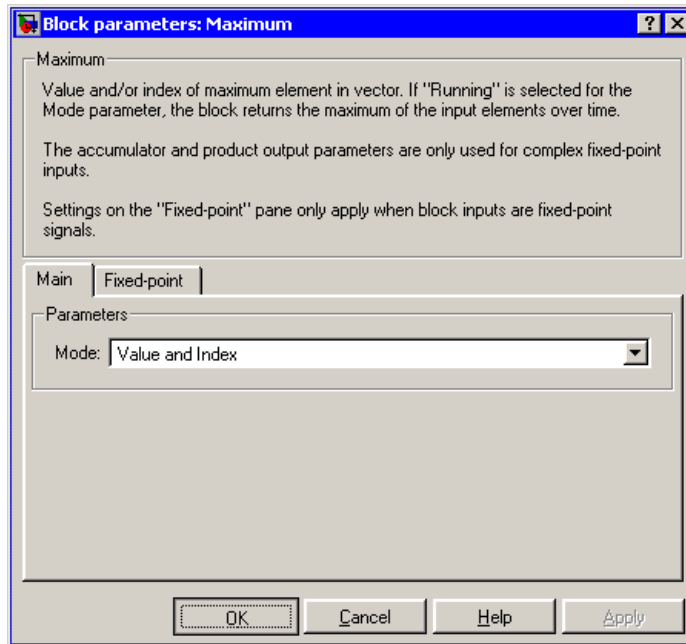 Block parameters: Maximum
Maximum
Value and/or index of maximum element in vector. If "Running" is selected for the
Mode parameter, the block returns the maximum of the input elements over time.
The accumulator and product output parameters are only used for complex fixed-point
inputs.
Settings on the "Fixed-point" pane only apply when block inputs are fixed-point
signals.
Main Fixed-point
Parameters
Mode: Value and Index
OK Cancel Help Apply